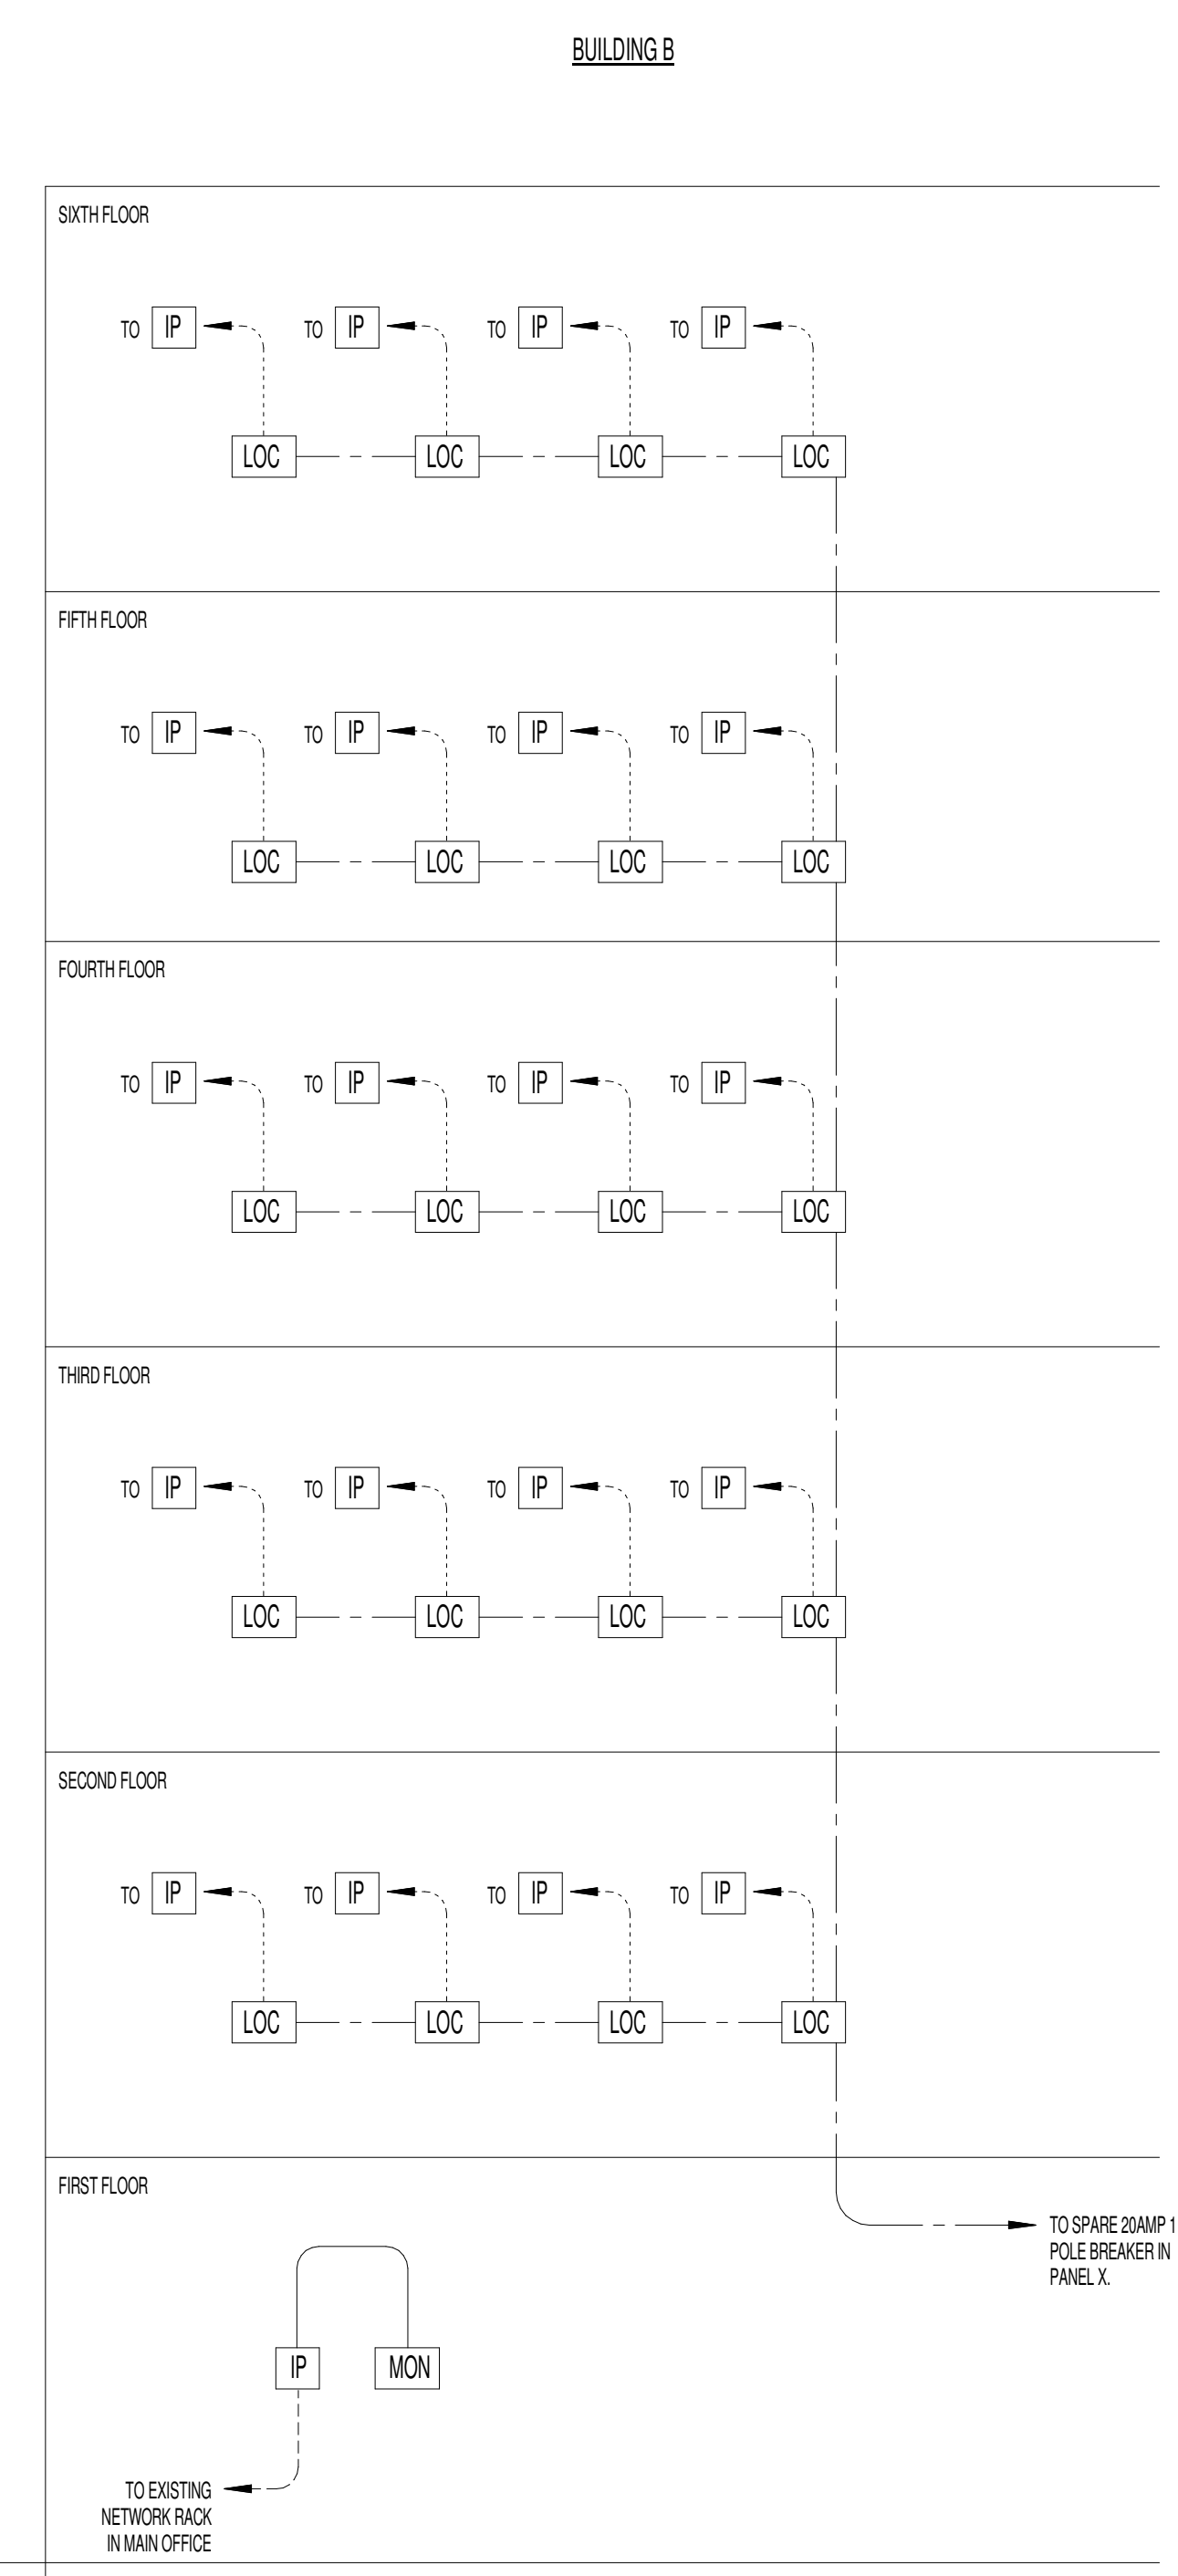 BUILDING B
SIXTH FLOOR
TO IP TO IP TO IP TO IP
LOC LOC LOC LOC
FIFTH FLOOR
TO IP TO IP TO IP TO IP
LOC LOC LOC LOC
FOURTH FLOOR
TO IP TO IP TO IP TO IP
LOC LOC LOC LOC
THIRD FLOOR
TO IP TO IP TO IP TO IP
LOC LOC LOC LOC
SECOND FLOOR
TO IP TO IP TO IP TO IP
LOC LOC LOC LOC
FIRST FLOOR
TO SPARE 20AMP 1
POLE BREAKER IN
PANEL X.
IP MON
TO EXISTING
NETWORK RACK
IN MAIN OFFICE